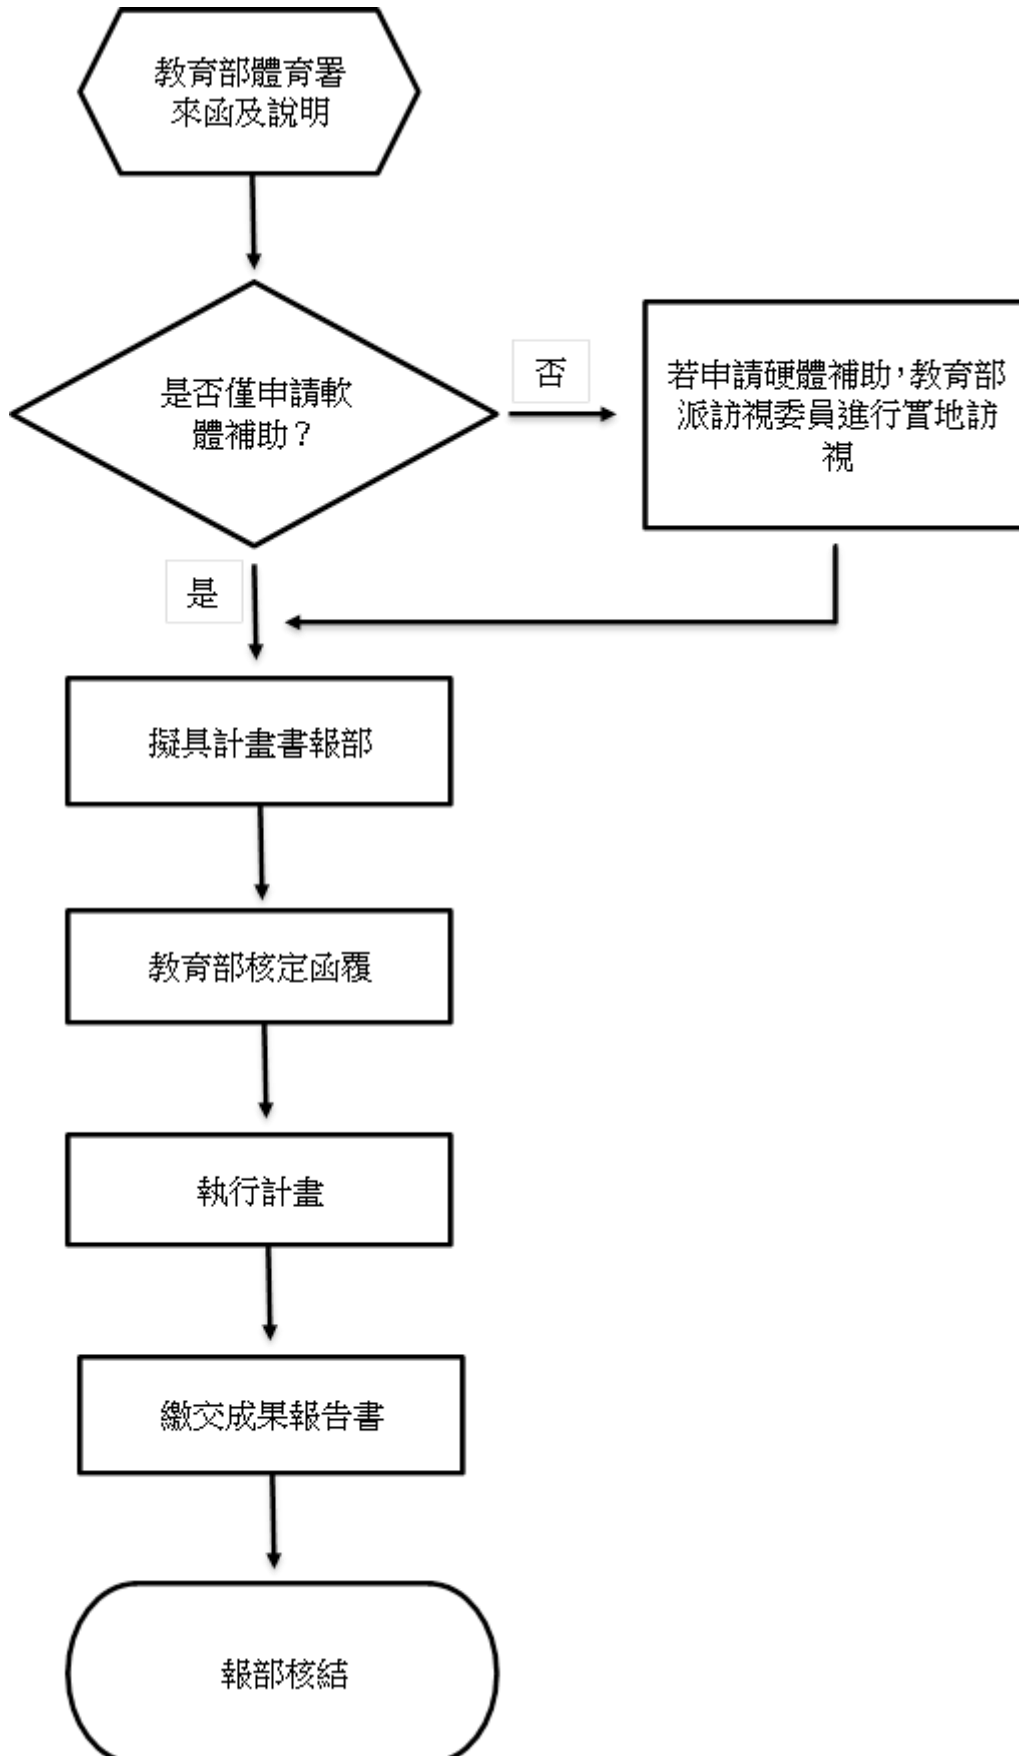 教育部體育署
來函及說明
是否僅申請軟
體補助？
否
若申請硬體補助，教育部
派訪視委員進行實地訪
視
是
擬具計畫書報部
教育部核定函覆
執行計畫
繳交成果報告書
報部核結